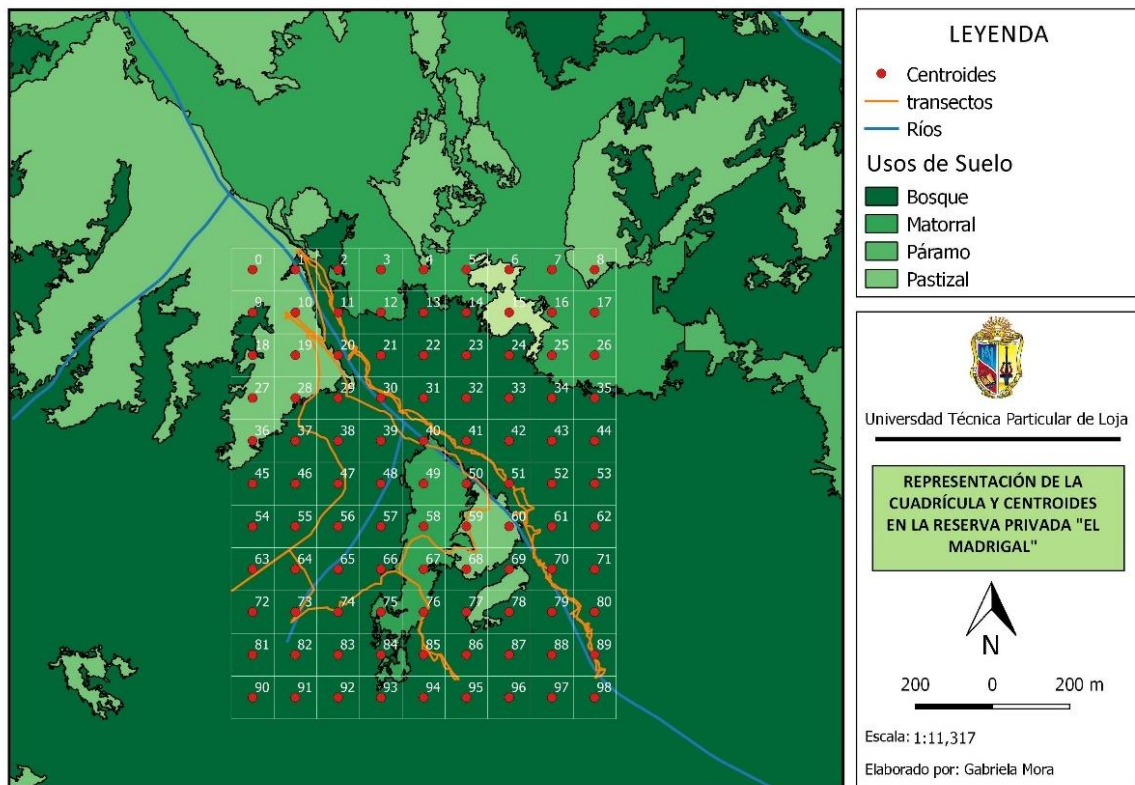 0 1 2 3 4 5 6 7 8
9 10 11 12 13 14 15 16 17
18 19 20 21 22 23 24 25 26
27 28 29 30 31 32 33 34 35
36 37 38 39 40 41 42 43 44
45 46 47 48 49 50 51 52 53
54 55 56 57 58 59 60 61 62
63 64 65 66 67 68 69 70 71
72 73 74 75 76 77 78 79 80
81 82 83 84 85 86 87 88 89
90 91 92 93 94 95 96 97 98
LEYENDA
Centroides
transectos
Ríos
Usos de Suelo
Bosque
Matorral
Páramo
Pastizal
Universdad Técnica Particular de Loja
REPRESENTACIÓN DE LA
CUADRÍCULA Y CENTROIDES
EN LA RESERVA PRIVADA "EL
MADRIGAL"
N
200 0 200 m
Escala: 1:11,317
Elaborado por: Gabriela Mora